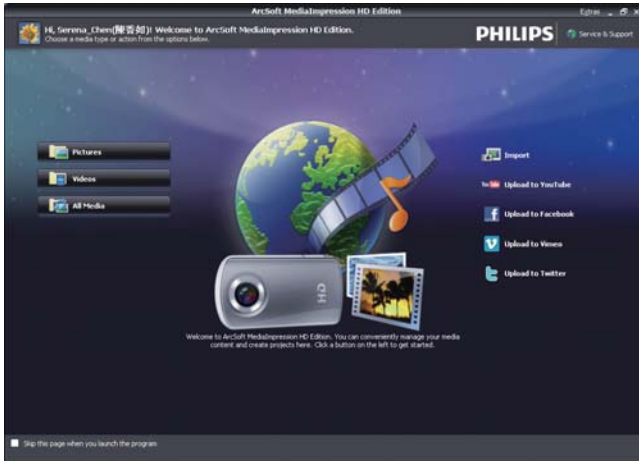 ArcSoft MediaImpression HD Edition
Extras
Hi, Serena_Chen(陳香如)! Welcome to ArcSoft MediaImpression HD Edition.
Choose a media type or action from the options below.
PHILIPS
Service & Support
Pictures
Videos
All Media
Import
You Tube Upload to YouTube
f Upload to Facebook
V Upload to Vimeo
t Upload to Twitter
HD
Welcome to ArcSoft MediaImpression HD Edition. You can conveniently manage your media
content and create projects here. Click a button on the left to get started.
Skip this page when you launch the program